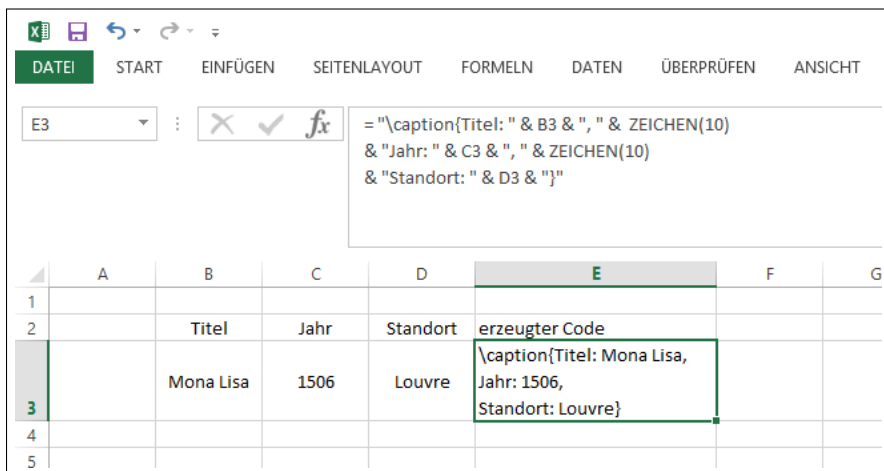 DATEI START EINFÜGEN SEITENLAYOUT FORMELN DATEN ÜBERPRÜFEN ANSICHT
E3
fx
= "\caption{Titel: " & B3 & ", " & ZEICHEN(10)
& "Jahr: " & C3 & ", " & ZEICHEN(10)
& "Standort: " & D3 & "}"
A B C D E F G
1
2 Titel Jahr Standort erzeugter Code
3 Mona Lisa 1506 Louvre \caption{Titel: Mona Lisa,
Jahr: 1506,
Standort: Louvre}
4
5